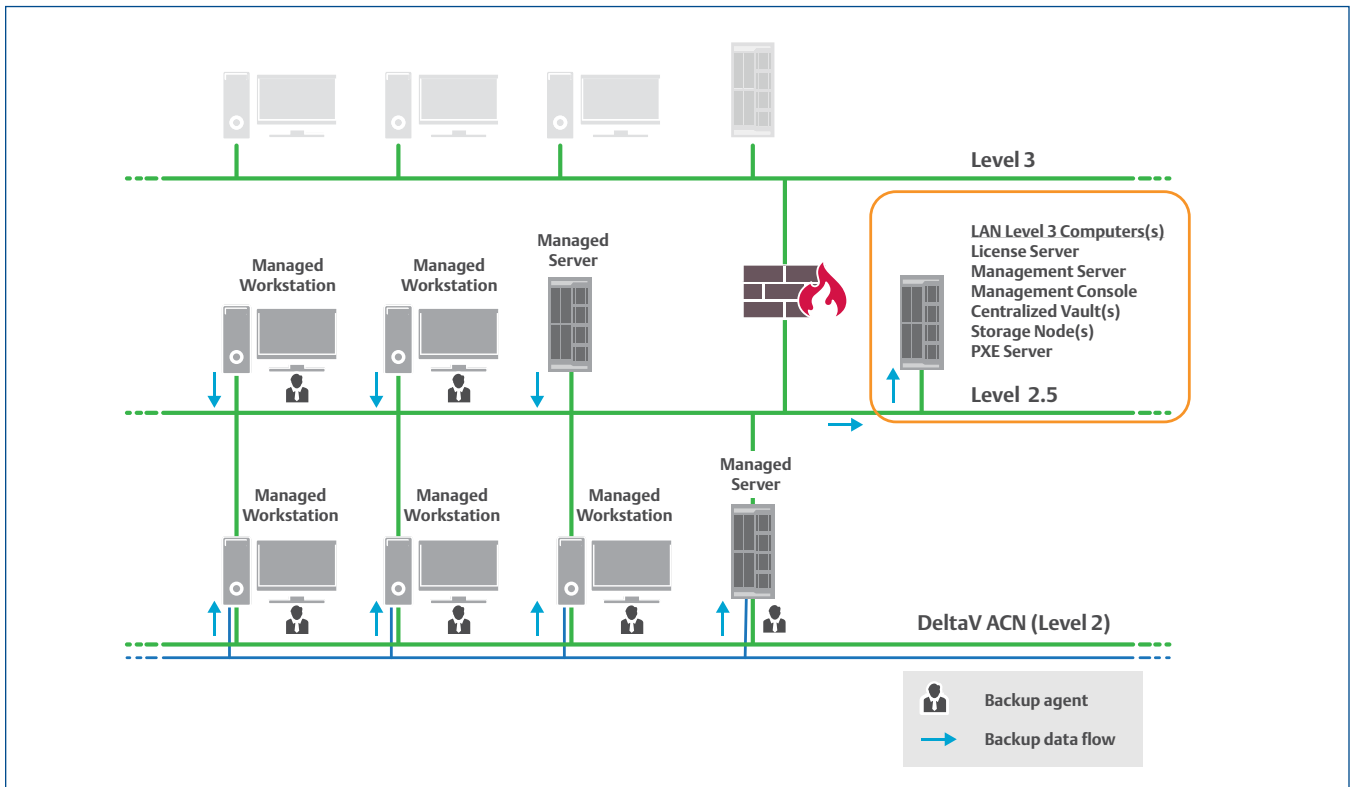 Level 3
LAN Level 3 Computers(s)
License Server
Management Server
Management Console
Centralized Vault(s)
Storage Node(s)
PXE Server
Level 2.5
Managed
Workstation
Managed
Workstation
Managed
Server
Managed
Workstation
Managed
Workstation
Managed
Workstation
Managed
Server
DeltaV ACN (Level 2)
Backup agent
Backup data flow